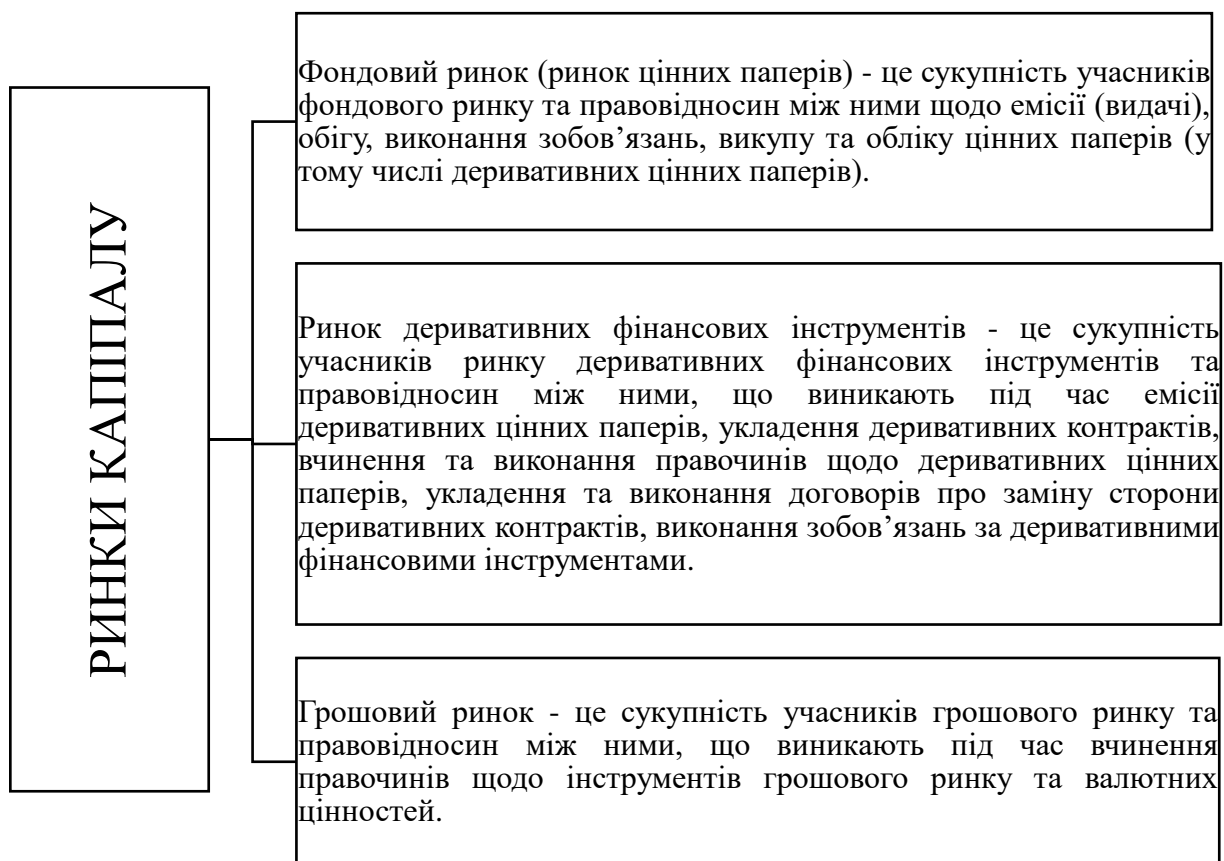 РИНКИ КАПІТАЛУ
Фондовий ринок (ринок цінних паперів) - це сукупність учасників
фондового ринку та правовідносин між ними щодо емісії (видачі),
обігу, виконання зобов’язань, викупу та обліку цінних паперів (у
тому числі деривативних цінних паперів).
Ринок деривативних фінансових інструментів - це сукупність
учасників ринку деривативних фінансових інструментів та
правовідносин між ними, що виникають під час емісії
деривативних цінних паперів, укладення деривативних контрактів,
вчинення та виконання правочинів щодо деривативних цінних
паперів, укладення та виконання договорів про заміну сторони
деривативних контрактів, виконання зобов’язань за деривативними
фінансовими інструментами.
Грошовий ринок - це сукупність учасників грошового ринку та
правовідносин між ними, що виникають під час вчинення
правочинів щодо інструментів грошового ринку та валютних
цінностей.